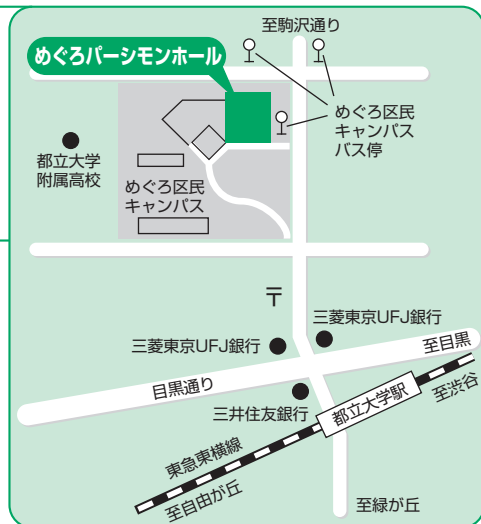 至駒沢通り
めぐろパーシモンホール
めぐろ区民
キャンパス
バス停
都立大学
附属高校
めぐろ区民
キャンパス
〒
三菱東京UFJ銀行
三菱東京UFJ銀行
至目黒
目黒通り
三井住友銀行
都立大学駅
至渋谷
東急東横線
至自由が丘
至緑が丘